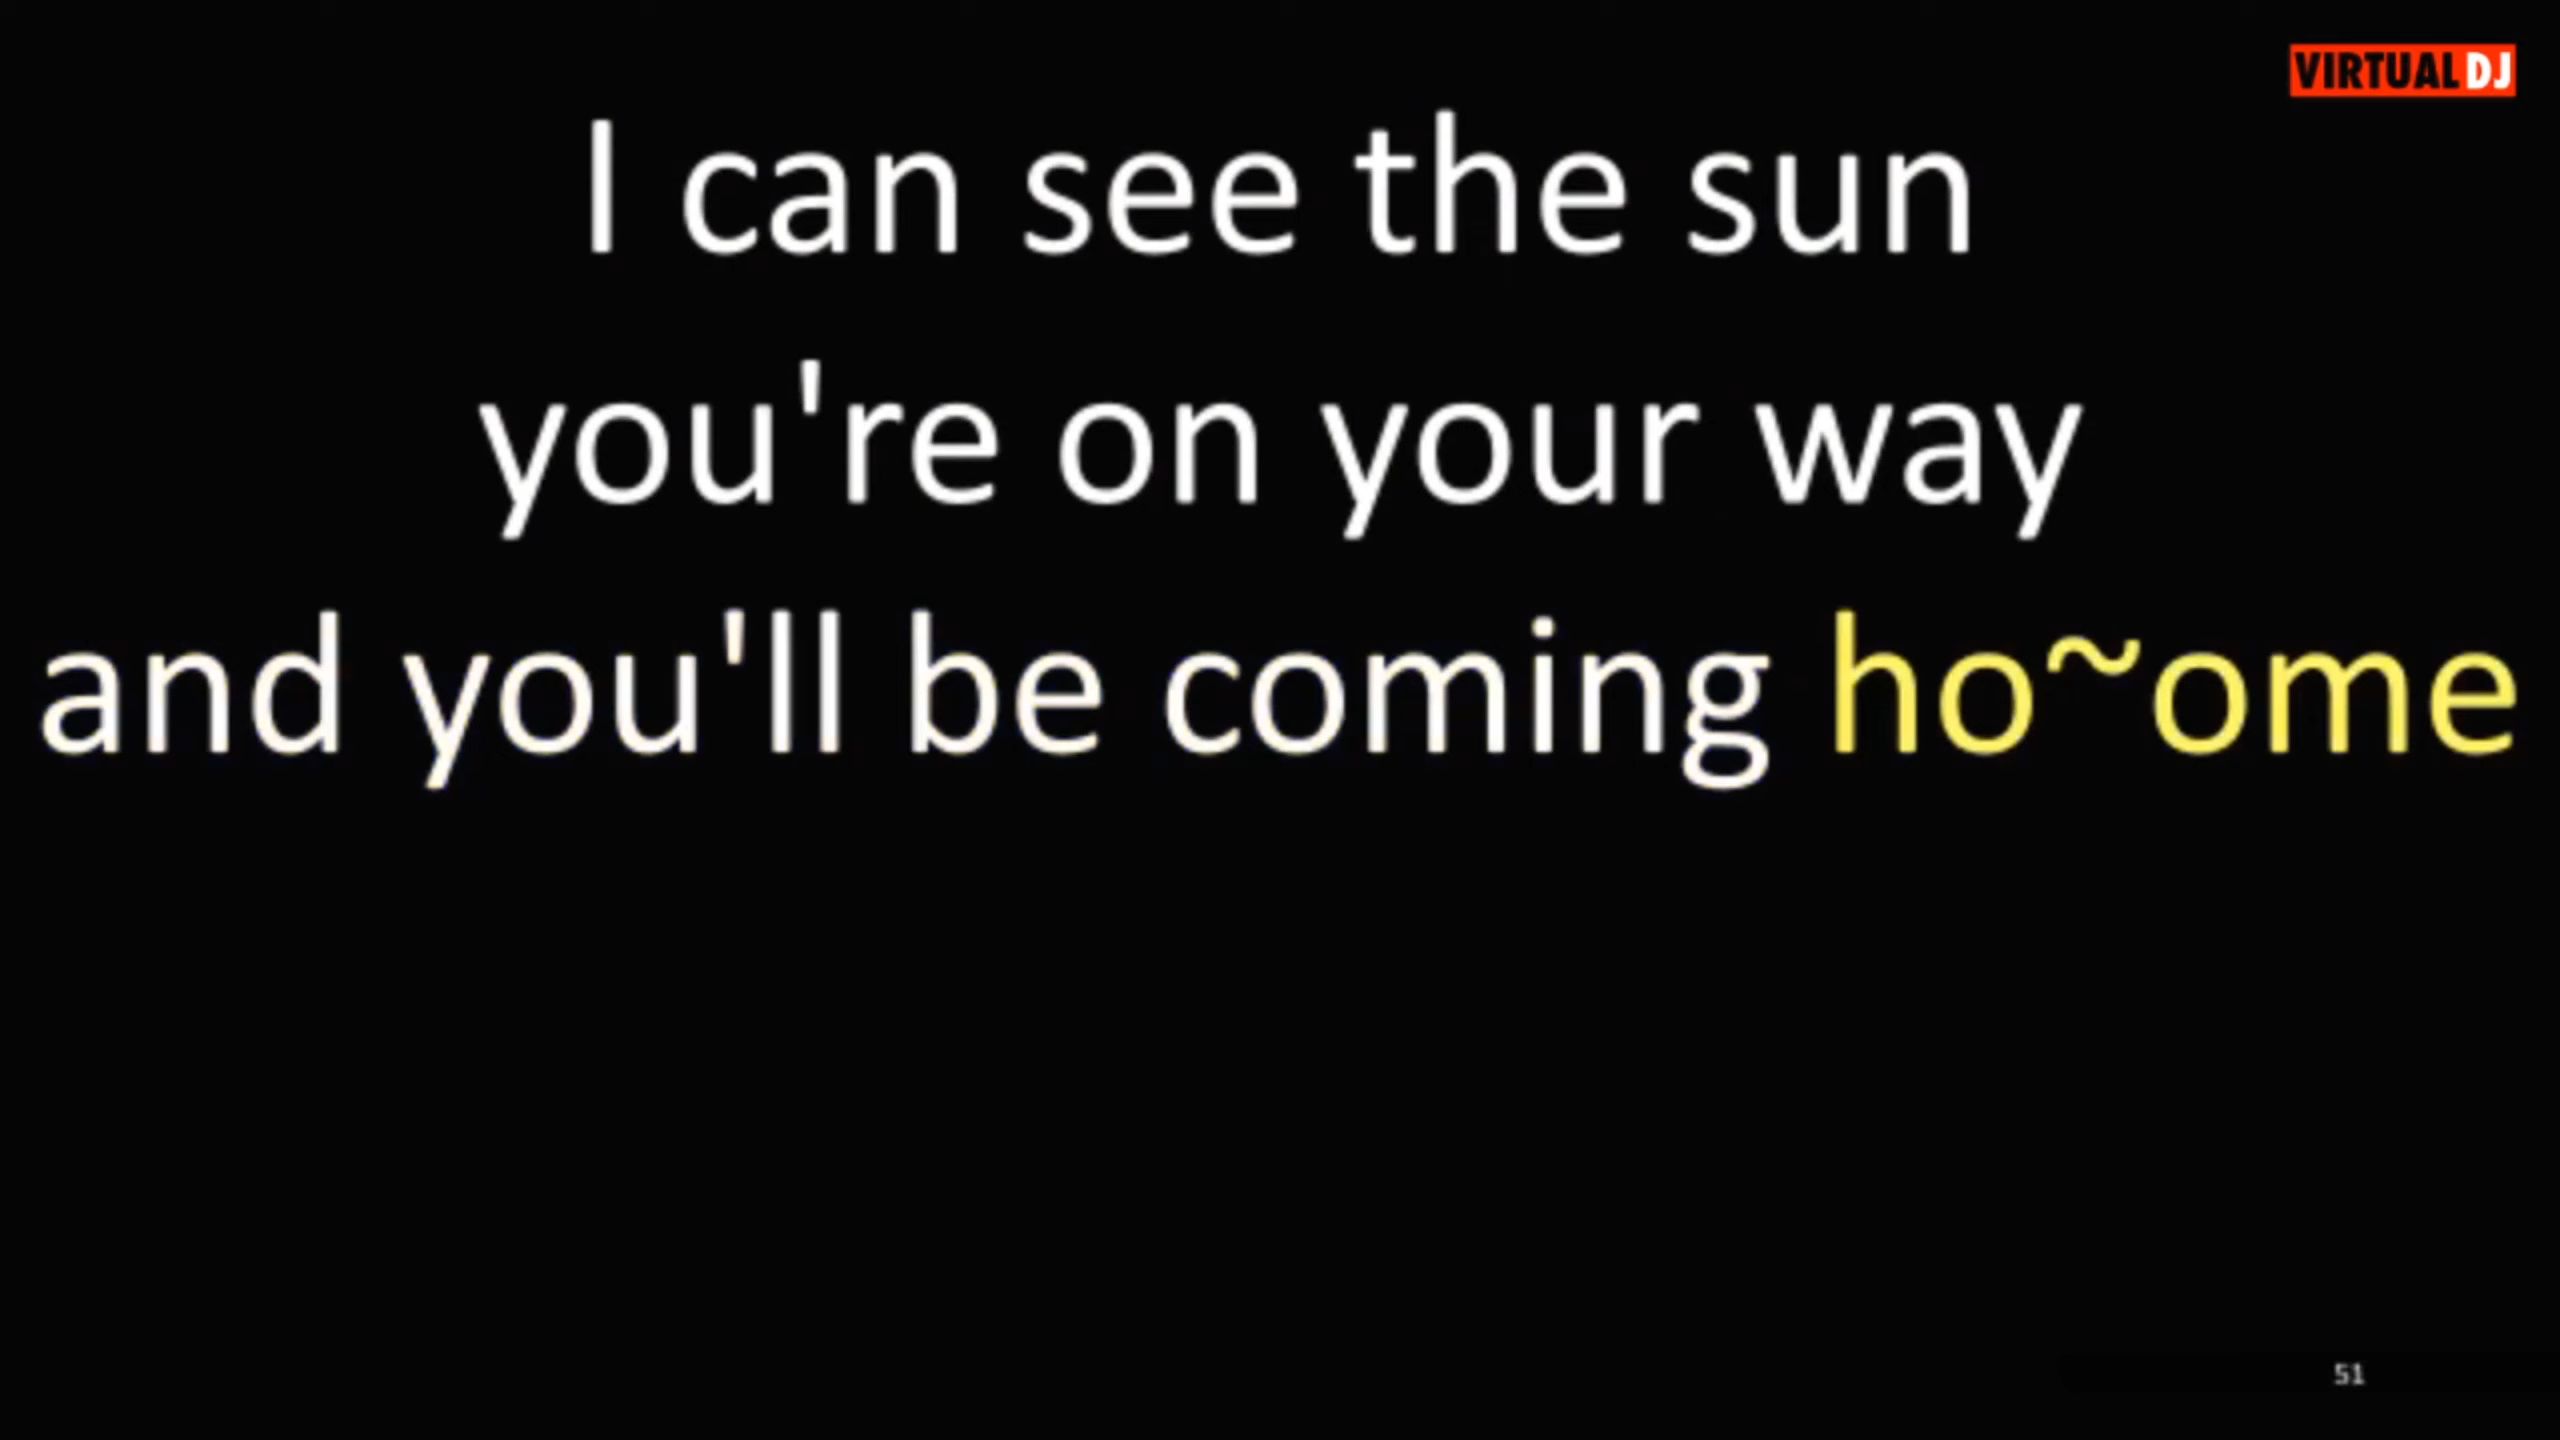 VIRTUAL DJ
I can see the sun
you're on your way
and you'll be coming ho~ome
51